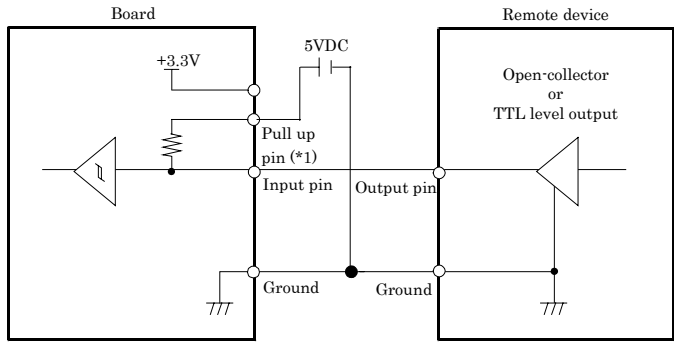 Board
Remote device
5VDC
+3.3V
Open-collector
or
TTL level output
Pull up
pin (*1)
Input pin
Output pin
Ground
Ground